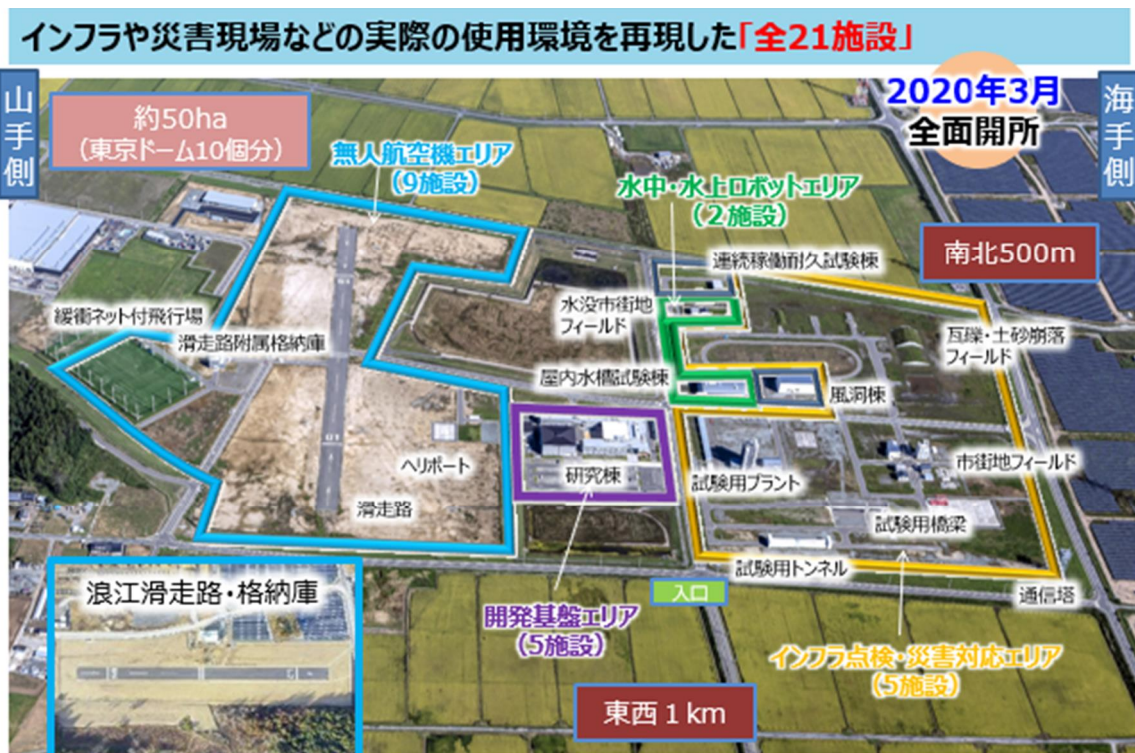 インフラや災害現場などの実際の使用環境を再現した「全21施設」
山手側
約50ha
（東京ドーム10個分）
2020年3月
全面開所
海手側
無人航空機エリア
（9施設）
水中・水上ロボットエリア
（２施設）
南北500m
連続稼働耐久試験棟
水没市街地
フィールド
緩衝ネット付飛行場
滑走路附属格納庫
瓦礫・土砂崩落
フィールド
屋内水槽試験棟
風洞棟
ヘリポート
研究棟
試験用プラント
市街地フィールド
滑走路
試験用橋梁
試験用トンネル
通信塔
入口
浪江滑走路・格納庫
開発基盤エリア
（5施設）
インフラ点検・災害対応エリア
（5施設）
東西１km